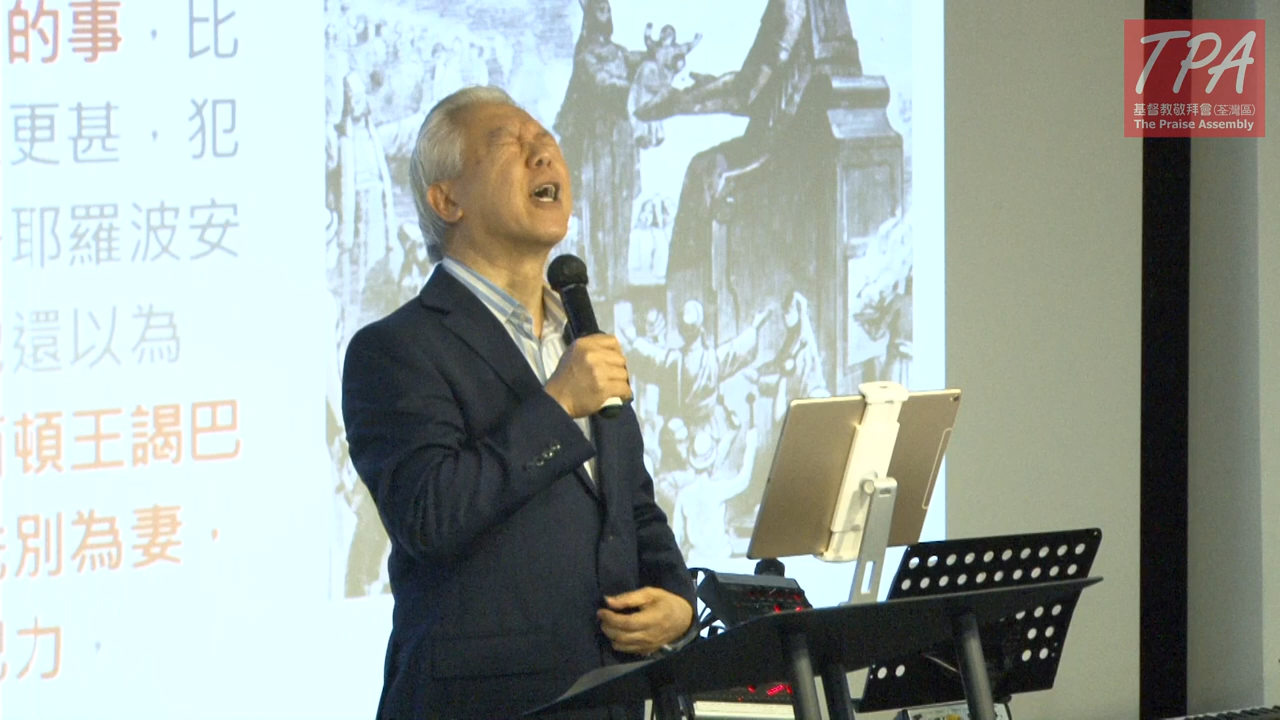 的事，比
更甚，犯
耶羅波安
還以為
頓王謁巴
別為妻，
力，
TPA
基督教敬拜會(荃灣區)
The Praise Assembly